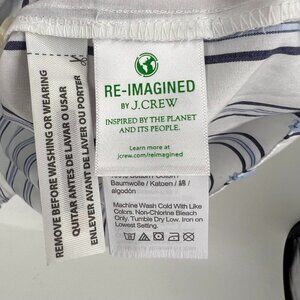 REMOVE BEFORE WASHING OR WEARING
QUITAR ANTES DE LAVAR O USAR
ENLEVER AVANT DE LAVER OU PORTER
RE-IMAGINED
BY J.CREW
INSPIRED BY THE PLANET
AND ITS PEOPLE.
Learn more at
jcrew.com/reimagined
Baumwolle / Katoen / 綿 /
algodón
Machine Wash Cold With Like
Colors. Non-Chlorine Bleach
Only. Tumble Dry Low. Iron on
Lowest Setting.